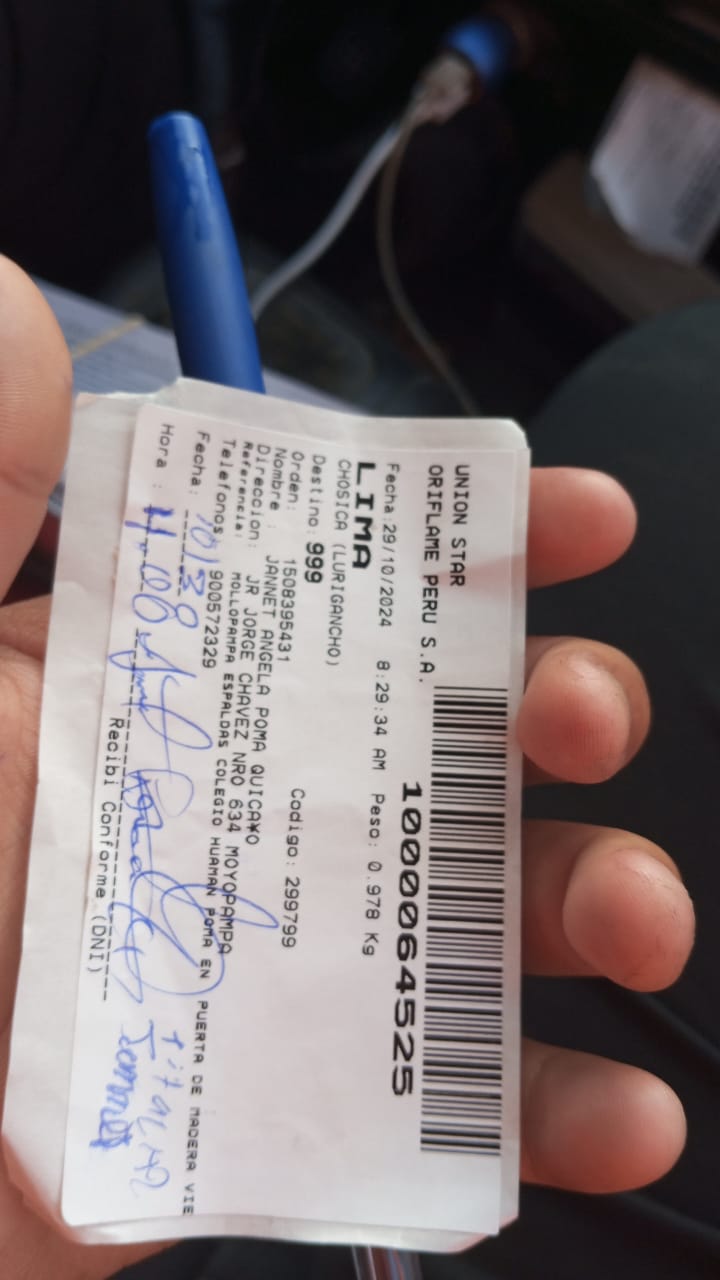 UNION STAR
ORIFLAME PERU S.A.
1000064525
Fecha:29/10/2024 8:29:34 AM Peso: 0.978 Kg
LIMA
CHOSICA (LURIGANCHO)
Destino:999
Orden: 1508395431 Codigo: 299799
Nombre : JANNET ANGELA POMA QUICA¥O
Direccion: JR JORGE CHAVEZ NRO 634 MOYOPAMPA
Referencia: MOLLOPAMPA ESPALDAS COLEGIO HUAMAN POMA EN PUERTA DE MADERA VIE
Telefonos 900572329
Fecha:
Hora :
titular
Recibi Conforme (DNI)